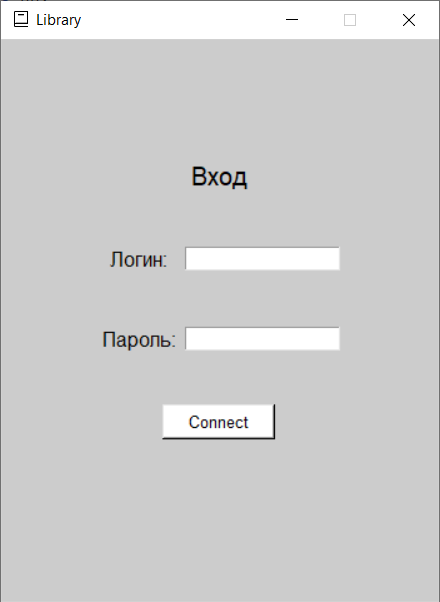 Library
Вход
Логин:
Пароль:
Connect